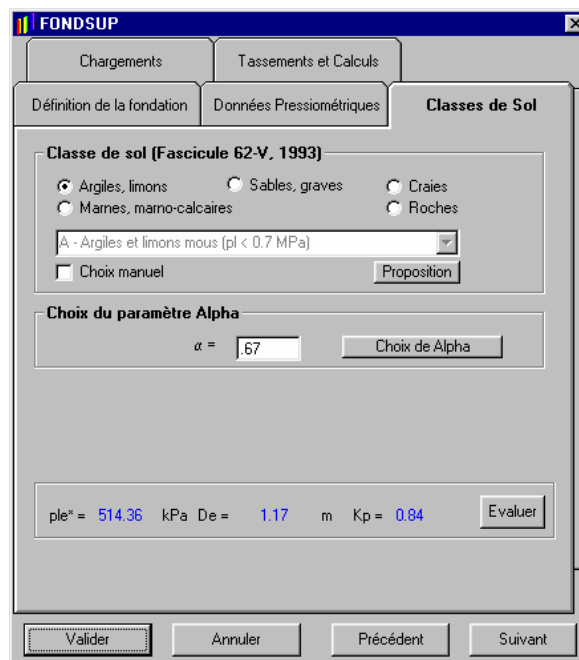 FONDSUP
Chargements
Tassements et Calculs
Définition de la fondation
Données Pressiométriques
Classes de Sol
Classe de sol (Fascicule 62-V, 1993)
Argiles, limons
Sables, graves
Craies
Marnes, marno-calcaires
Roches
A - Argiles et limons mous (pl < 0.7 MPa)
Choix manuel
Proposition
Choix du paramètre Alpha
α = .67
Choix de Alpha
ple* = 514.36 kPa De = 1.17 m Kp = 0.84
Evaluer
Valider
Annuler
Précédent
Suivant